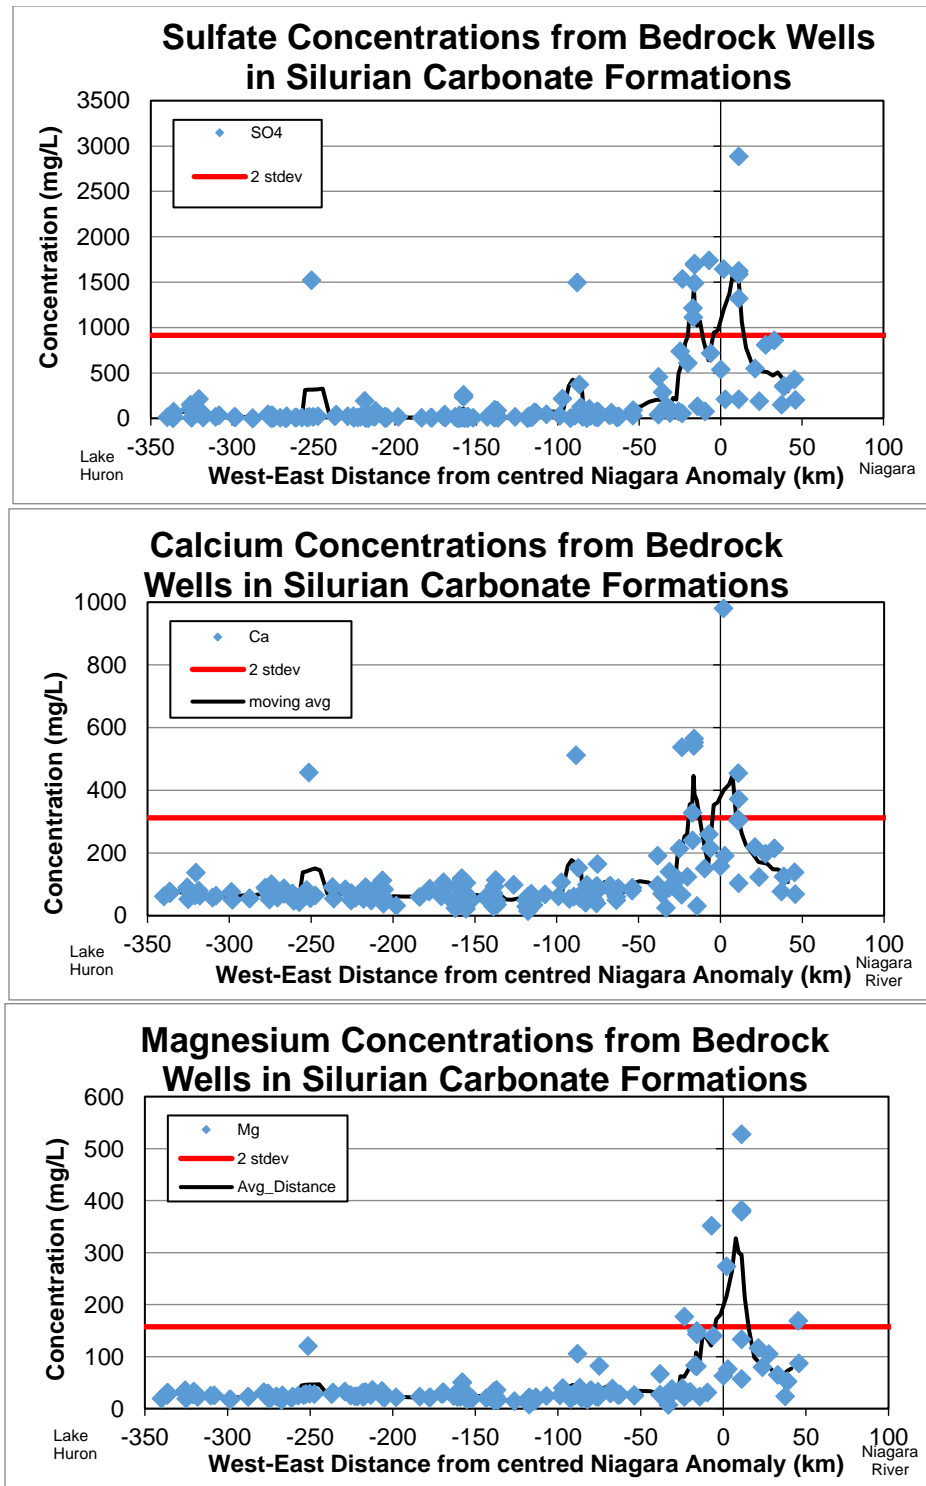 Sulfate Concentrations from Bedrock Wells
in Silurian Carbonate Formations
3500
3000
2500
2000
1500
1000
500
0
Concentration (mg/L)
SO4
2 stdev
-350 -300 -250 -200 -150 -100 -50 0 50 100
Lake
Huron
West-East Distance from centred Niagara Anomaly (km)
Niagara
Calcium Concentrations from Bedrock
Wells in Silurian Carbonate Formations
1000
800
600
400
200
0
Concentration (mg/L)
Ca
2 stdev
moving avg
-350 -300 -250 -200 -150 -100 -50 0 50 100
Lake
Huron
West-East Distance from centred Niagara Anomaly (km)
Niagara
River
Magnesium Concentrations from Bedrock
Wells in Silurian Carbonate Formations
600
500
400
300
200
100
0
Concentration (mg/L)
Mg
2 stdev
Avg_Distance
-350 -300 -250 -200 -150 -100 -50 0 50 100
Lake
Huron
West-East Distance from centred Niagara Anomaly (km)
Niagara
River